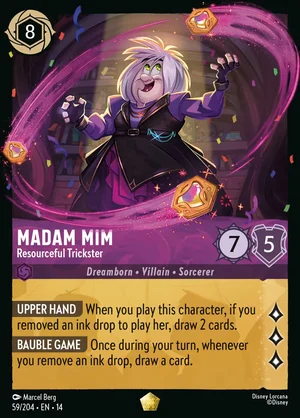 8
MADAM MIM
Resourceful Trickster
7
5
Dreamborn • Villain • Sorcerer
UPPER HAND When you play this character, if you
removed an ink drop to play her, draw 2 cards.
BAUBLE GAME Once during your turn, whenever
you remove an ink drop, draw a card.
Marcel Berg
59/204 • EN • 14
Disney Lorcana
©Disney